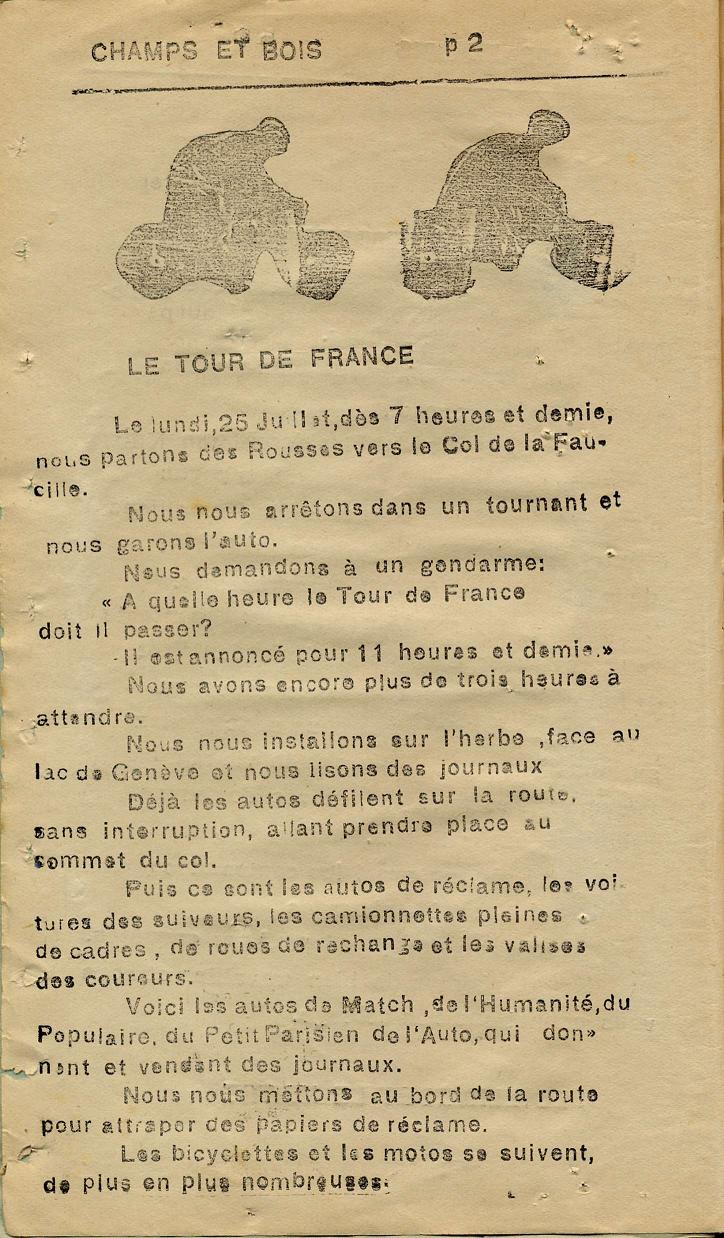 CHAMPS ET BOIS p 2
LE TOUR DE FRANCE
Le lundi,25 Juillet,dès 7 heures et demie,
nous partons des Rousses vers le Col de la Fau-
cille.
Nous nous arrêtons dans un tournant et
nous garons l'auto.
Nous demandons à un gendarme:
« A quelle heure le Tour de France
doit il passer?
-Il est annoncé pour 11 heures et demie.»
Nous avons encore plus de trois heures à
attendre.
Nous nous installons sur l'herbe ,face au
lac de Genève et nous lisons des journaux
Déjà les autos défilent sur la route,
sans interruption, allant prendre place au
sommet du col.
Puis ce sont les autos de réclame, les voi-
tures des suiveurs, les camionnettes pleines
de cadres , de roues de rechange et les valises
des coureurs.
Voici les autos de Match ,de l'Humanité,du
Populaire, du Petit Parisien de l'Auto,qui don»
nent et vendent des journaux.
Nous nous mettons au bord de la route
pour attraper des papiers de réclame.
Les bicyclettes et les motos se suivent,
de plus en plus nombreuses.